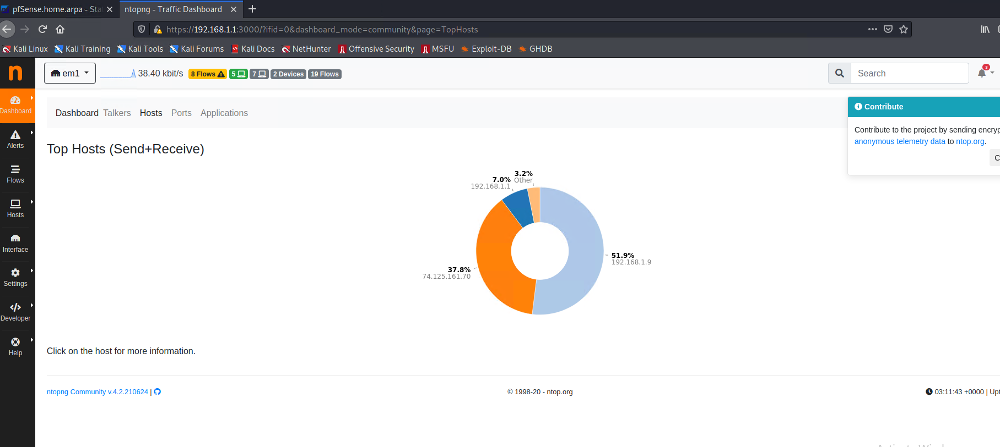 pfSense.home.arpa - Sta
ntopng - Traffic Dashboard
https://192.168.1.1:3000/?ifid=0&dashboard_mode=community&page=TopHosts
Kali Linux Kali Training Kali Tools Kali Forums Kali Docs NetHunter Offensive Security MSFU Exploit-DB GHDB
n
em1 38.40 kbit/s 8 Flows 5 7 2 Devices 19 Flows
Search
3
Dashboard
Alerts
Flows
Hosts
Interface
Settings
Developer
Help
Dashboard Talkers Hosts Ports Applications
Contribute
Contribute to the project by sending encryp
anonymous telemetry data to ntop.org.
C
Top Hosts (Send+Receive)
3.2%
Other
7.0%
192.168.1.1
51.9%
192.168.1.9
37.8%
74.125.161.70
Click on the host for more information.
ntopng Community v.4.2.210624 |
© 1998-20 - ntop.org
03:11:43 +0000 | Upt